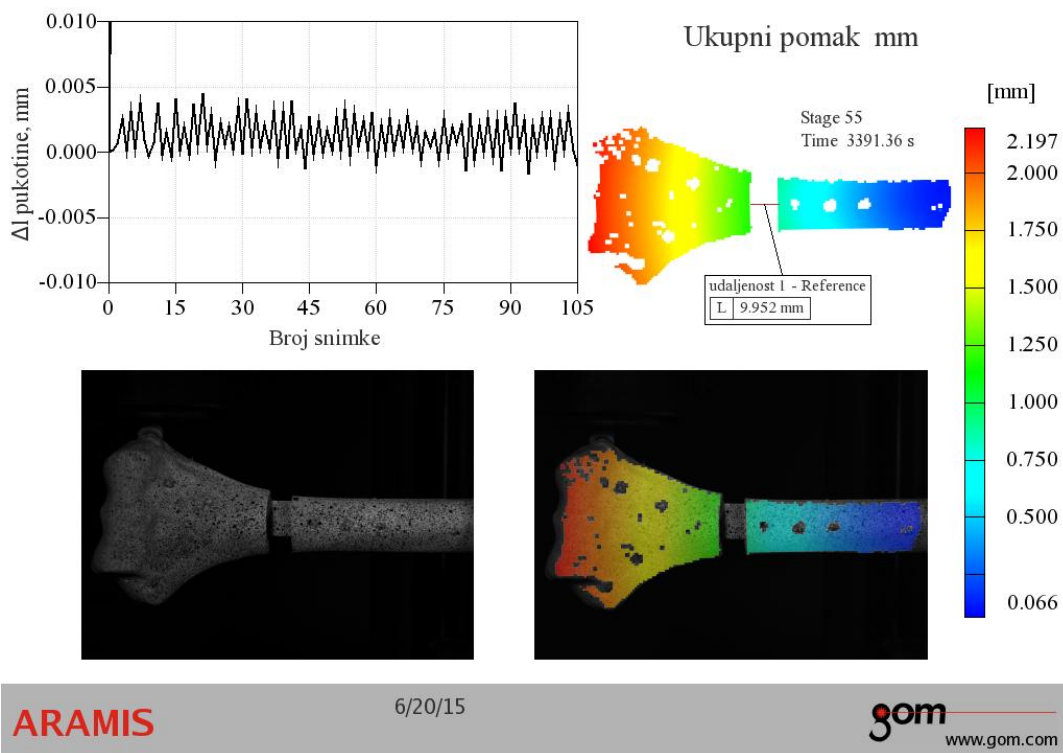 0.010
0.005
0.000
-0.005
-0.010
Δl pukotine, mm
0 15 30 45 60 75 90 105
Broj snimke
Ukupni pomak mm
Stage 55
Time 3391.36 s
udaljenost 1 - Reference
L 9.952 mm
[mm]
2.197
2.000
1.750
1.500
1.250
1.000
0.750
0.500
0.066
ARAMIS
6/20/15
gom
www.gom.com